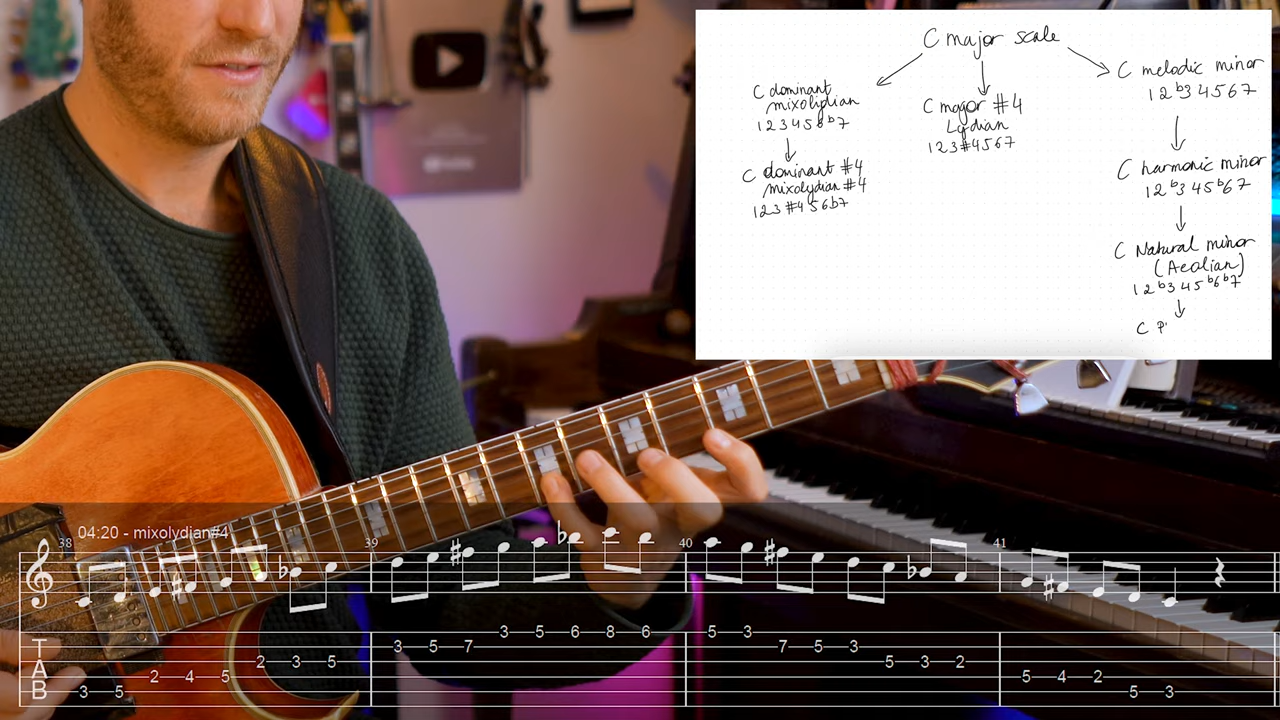 C major scale
C dominant
mixolydian
1 2 3 4 5 6 b7
C major #4
Lydian
1 2 3 #4 5 6 7
C melodic minor
1 2 b3 4 5 6 7
C dominant #4
mixolydian #4
1 2 3 #4 5 6 b7
C harmonic minor
1 2 b3 4 5 b6 7
C Natural minor
(Aeolian)
1 2 b3 4 5 b6 b7
C P
04:20 - mixolydian#4
38 39 40 41
T
A
B
3 5 6 8 6 5 3
3 5 7 7 5 3
2 3 5 5 3 2
2 4 5 5 4 2
3 5 5 3